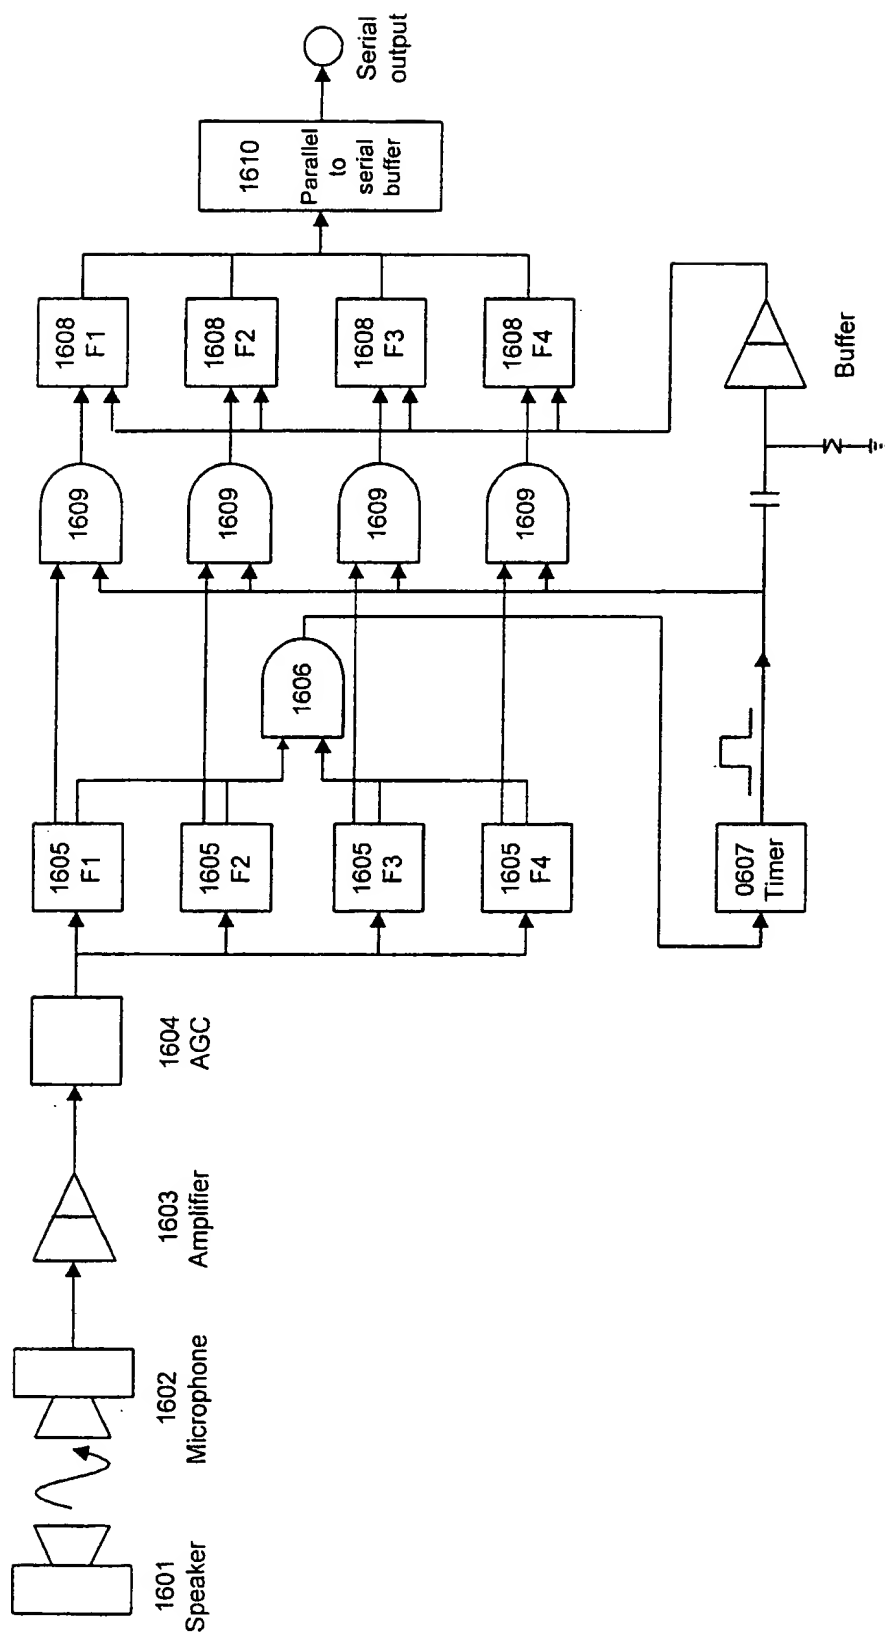 1601
Speaker
1602
Microphone
1603
Amplifier
1604
AGC
1605
F1
1605
F2
1605
F3
1605
F4
1606
0607
Timer
1609
1609
1609
1609
1608
F1
1608
F2
1608
F3
1608
F4
Buffer
1610
Parallel
to
serial
buffer
Serial
output